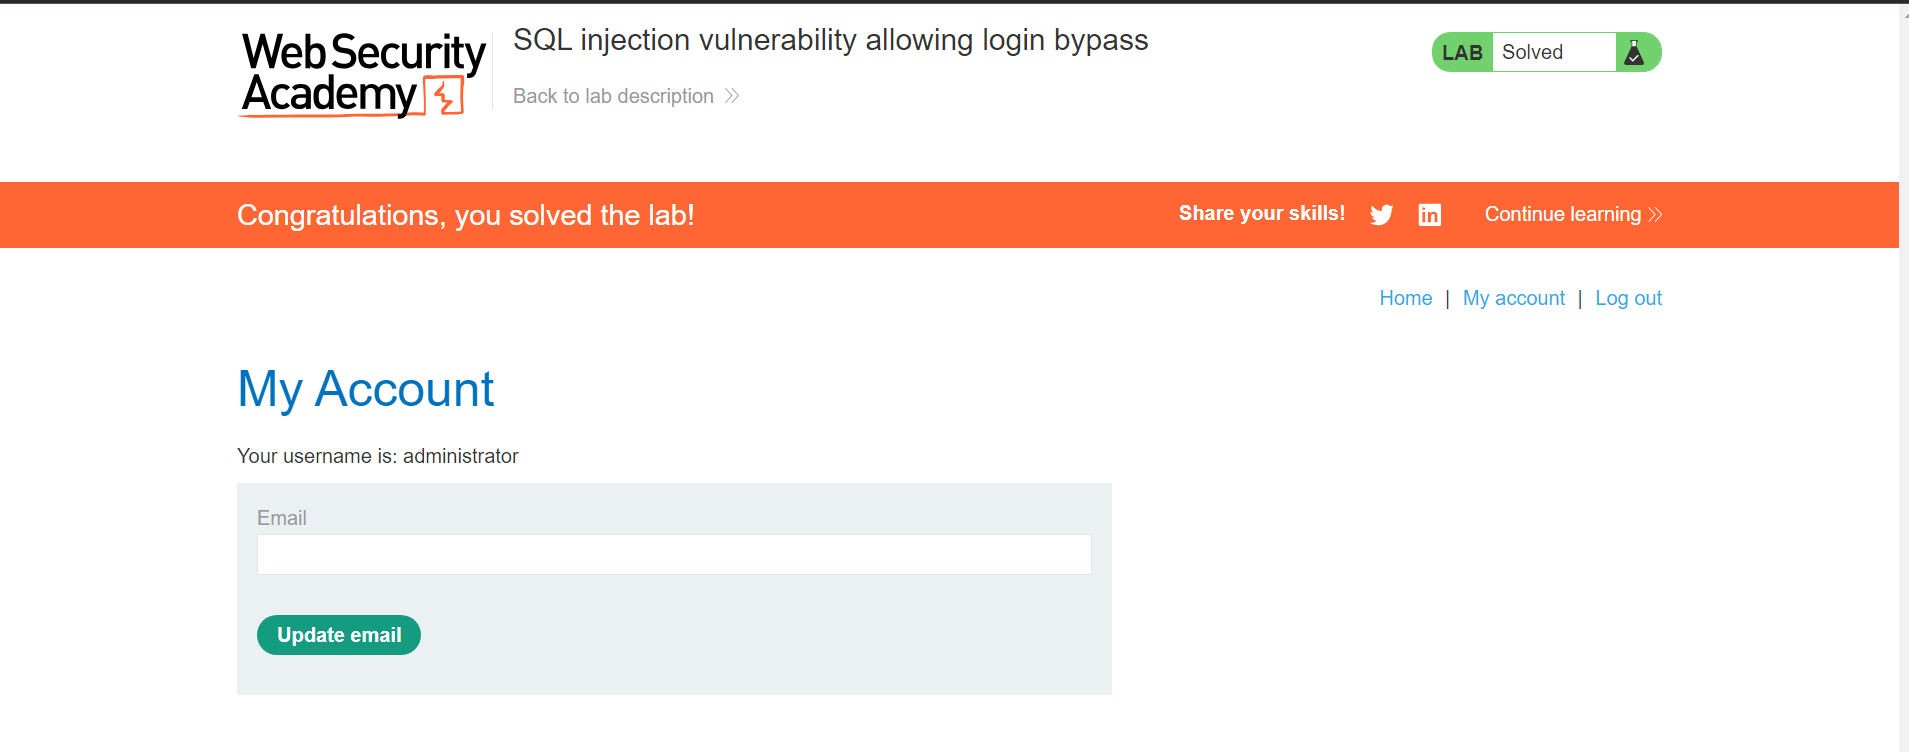 Web Security
Academy
SQL injection vulnerability allowing login bypass
Back to lab description
LAB Solved
Congratulations, you solved the lab!
Share your skills!
Continue learning
Home | My account | Log out
My Account
Your username is: administrator
Email
Update email